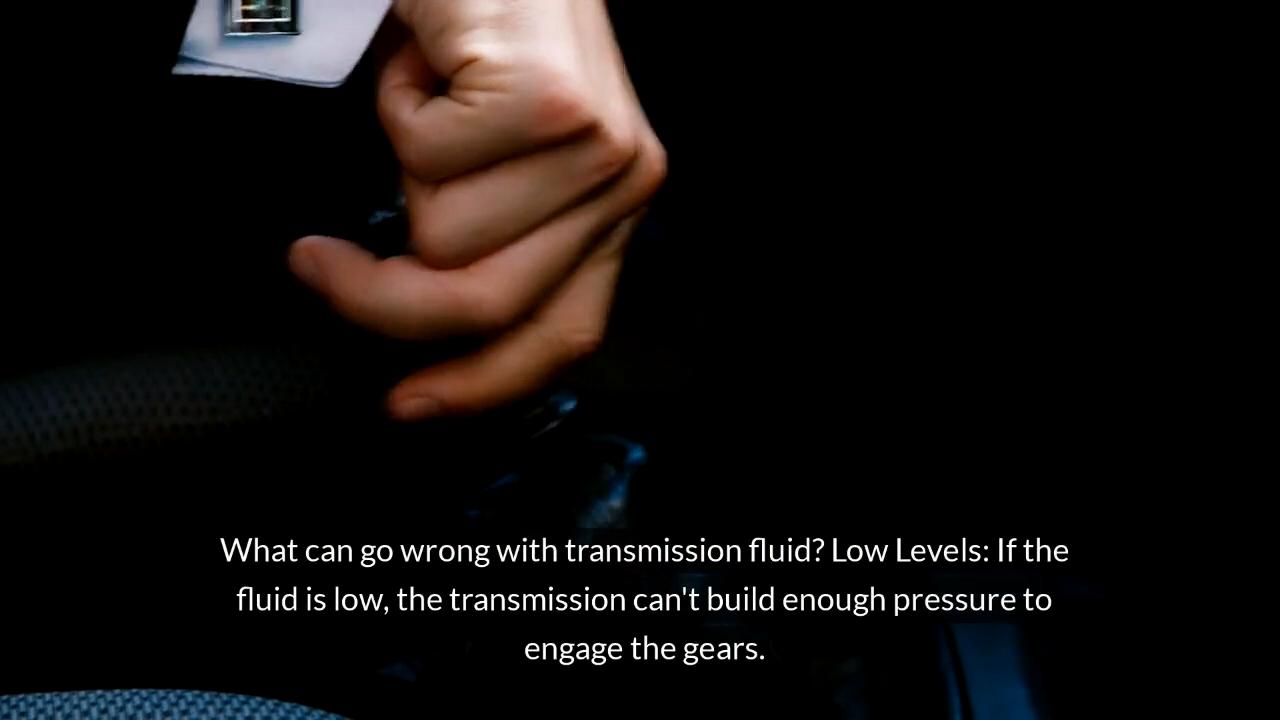 What can go wrong with transmission fluid? Low Levels: If the
fluid is low, the transmission can't build enough pressure to
engage the gears.